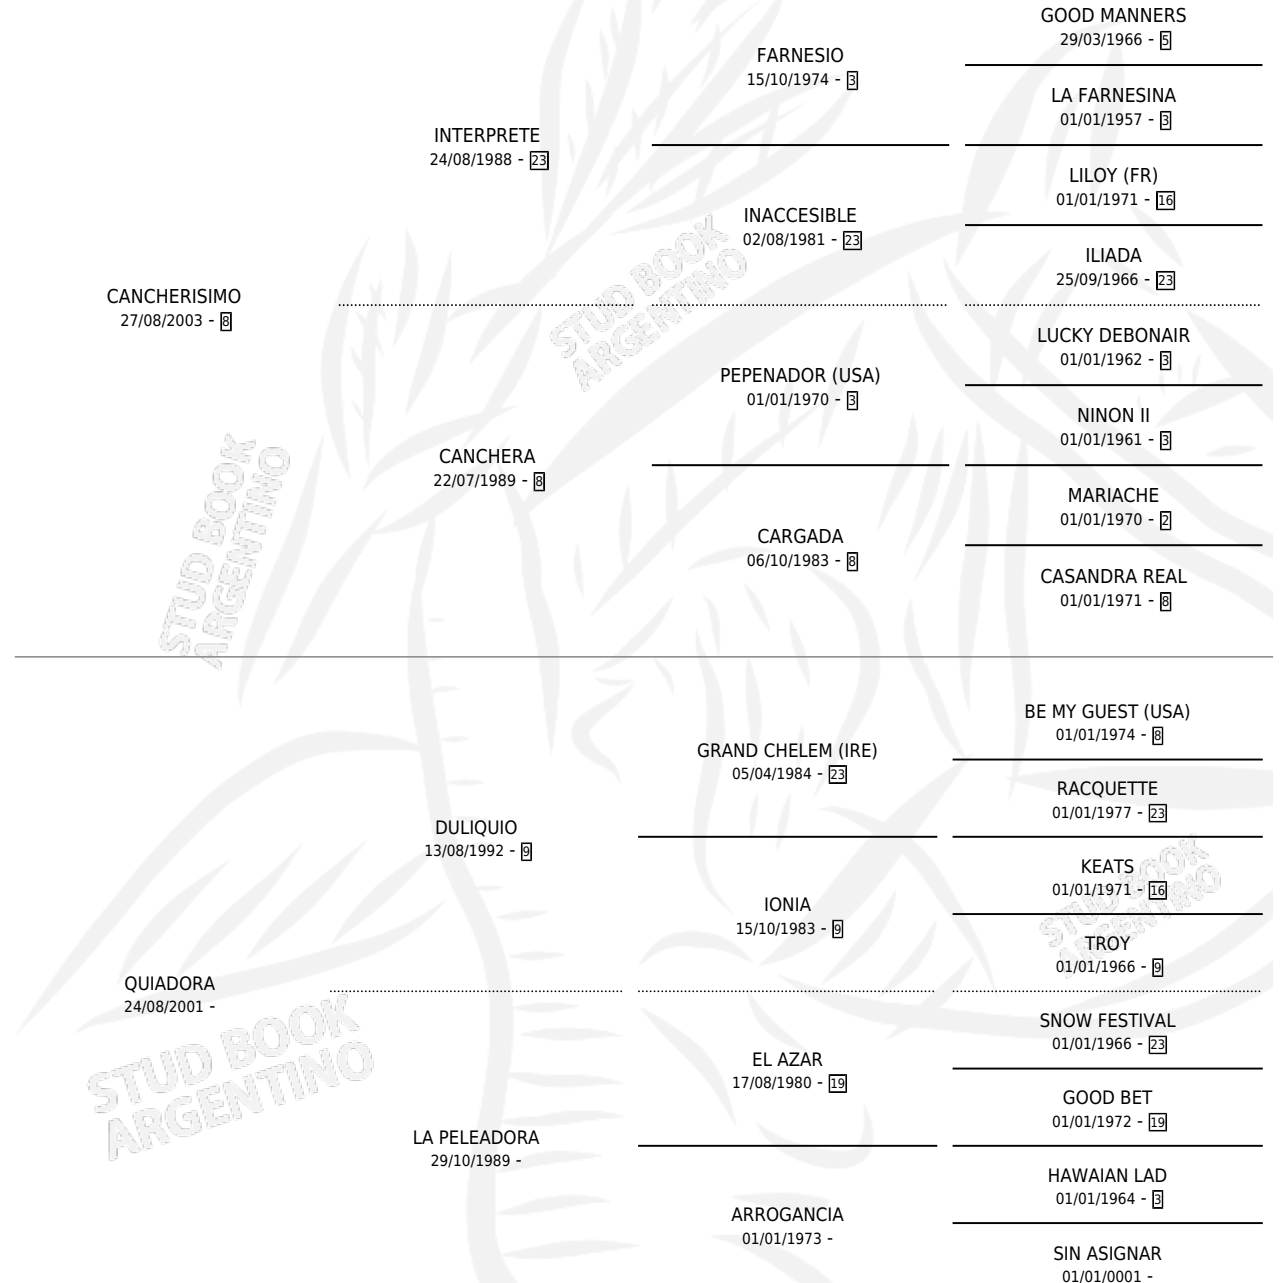 GOOD MANNERS
29/03/1966 - 5
FARNESIO
15/10/1974 - 3
LA FARNESINA
01/01/1957 - 3
INTERPRETE
24/08/1988 - 23
LILOY (FR)
01/01/1971 - 16
INACCESIBLE
02/08/1981 - 23
ILIADA
25/09/1966 - 23
CANCHERISIMO
27/08/2003 - 8
STUD BOOK
ARGENTINO
LUCKY DEBONAIR
01/01/1962 - 3
PEPENADOR (USA)
01/01/1970 - 3
NINON II
01/01/1961 - 3
CANCHERA
22/07/1989 - 8
MARIACHE
01/01/1970 - 2
CARGADA
06/10/1983 - 8
CASANDRA REAL
01/01/1971 - 8
STUD BOOK
ARGENTINO
BE MY GUEST (USA)
01/01/1974 - 8
GRAND CHELEM (IRE)
05/04/1984 - 23
RACQUETTE
01/01/1977 - 23
DULIQUIO
13/08/1992 - 9
KEATS
01/01/1971 - 16
IONIA
15/10/1983 - 9
STUD BOOK
ARGENTINO
TROY
01/01/1966 - 9
QUIADORA
24/08/2001 -
SNOW FESTIVAL
01/01/1966 - 23
EL AZAR
17/08/1980 - 19
GOOD BET
01/01/1972 - 19
STUD BOOK
ARGENTINO
LA PELEADORA
29/10/1989 -
HAWAIAN LAD
01/01/1964 - 3
ARROGANCIA
01/01/1973 -
SIN ASIGNAR
01/01/0001 -